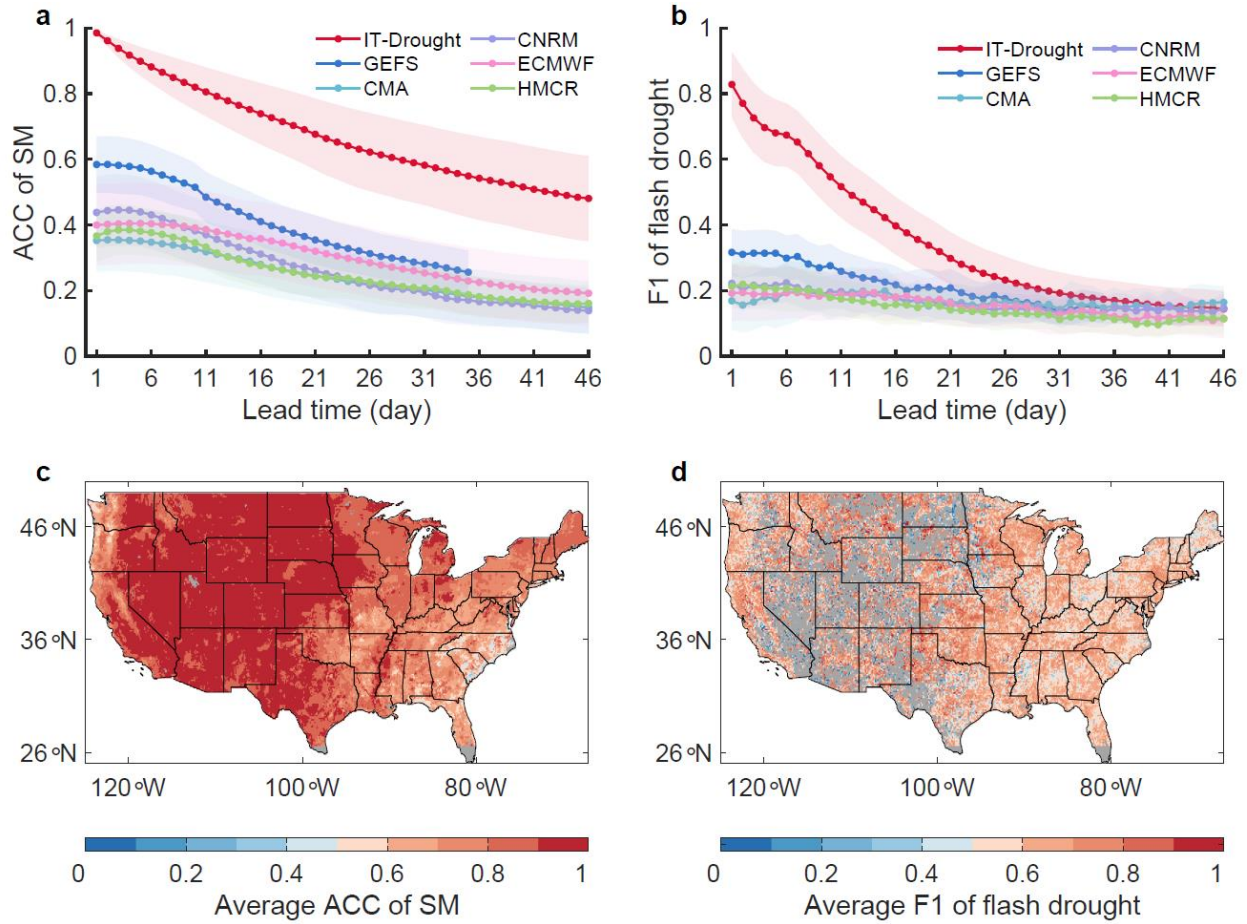 a
1
0.8
0.6
0.4
0.2
0
ACC of SM
IT-Drought
GEFS
CMA
CNRM
ECMWF
HMCR
1 6 11 16 21 26 31 36 41 46
Lead time (day)
b
1
0.8
0.6
0.4
0.2
0
F1 of flash drought
IT-Drought
GEFS
CMA
CNRM
ECMWF
HMCR
1 6 11 16 21 26 31 36 41 46
Lead time (day)
c
46 °N
36 °N
26 °N
120 °W 100 °W 80 °W
0 0.2 0.4 0.6 0.8 1
Average ACC of SM
d
46 °N
36 °N
26 °N
120 °W 100 °W 80 °W
0 0.2 0.4 0.6 0.8 1
Average F1 of flash drought